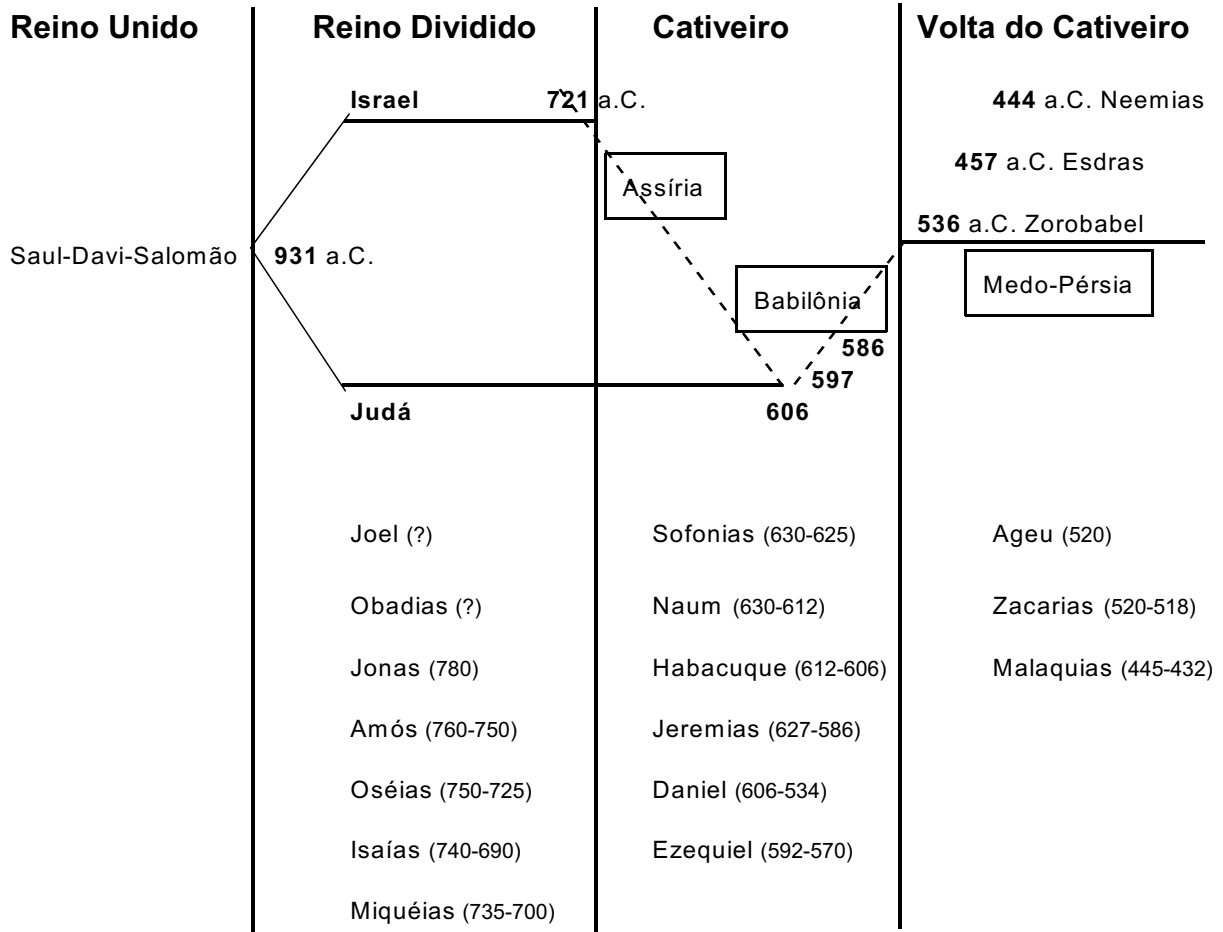 Reino Unido Reino Dividido Cativeiro Volta do Cativeiro
Israel 721 a.C. 444 a.C. Neemias
457 a.C. Esdras
Assíria
536 a.C. Zorobabel
Saul-Davi-Salomão 931 a.C.
Medo-Pérsia
Babilônia
586
597
Judá 606
Joel (?) Sofonias (630-625) Ageu (520)
Obadias (?) Naum (630-612) Zacarias (520-518)
Jonas (780) Habacuque (612-606) Malaquias (445-432)
Amós (760-750) Jeremias (627-586)
Oséias (750-725) Daniel (606-534)
Isaías (740-690) Ezequiel (592-570)
Miquéias (735-700)